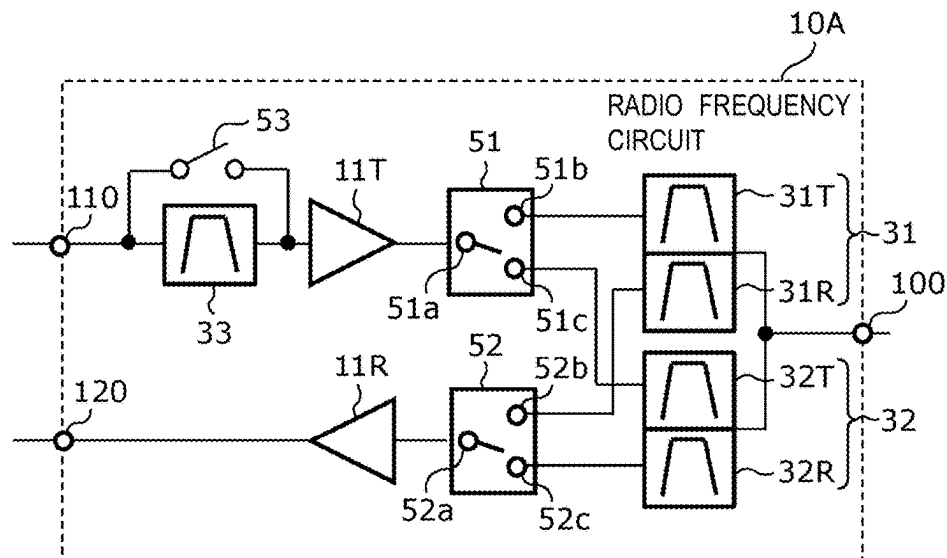 10A
RADIO FREQUENCY
CIRCUIT
53
110
33
11T
51
51b
51a
51c
31T
31
31R
100
120
11R
52
52b
52a
52c
32T
32
32R